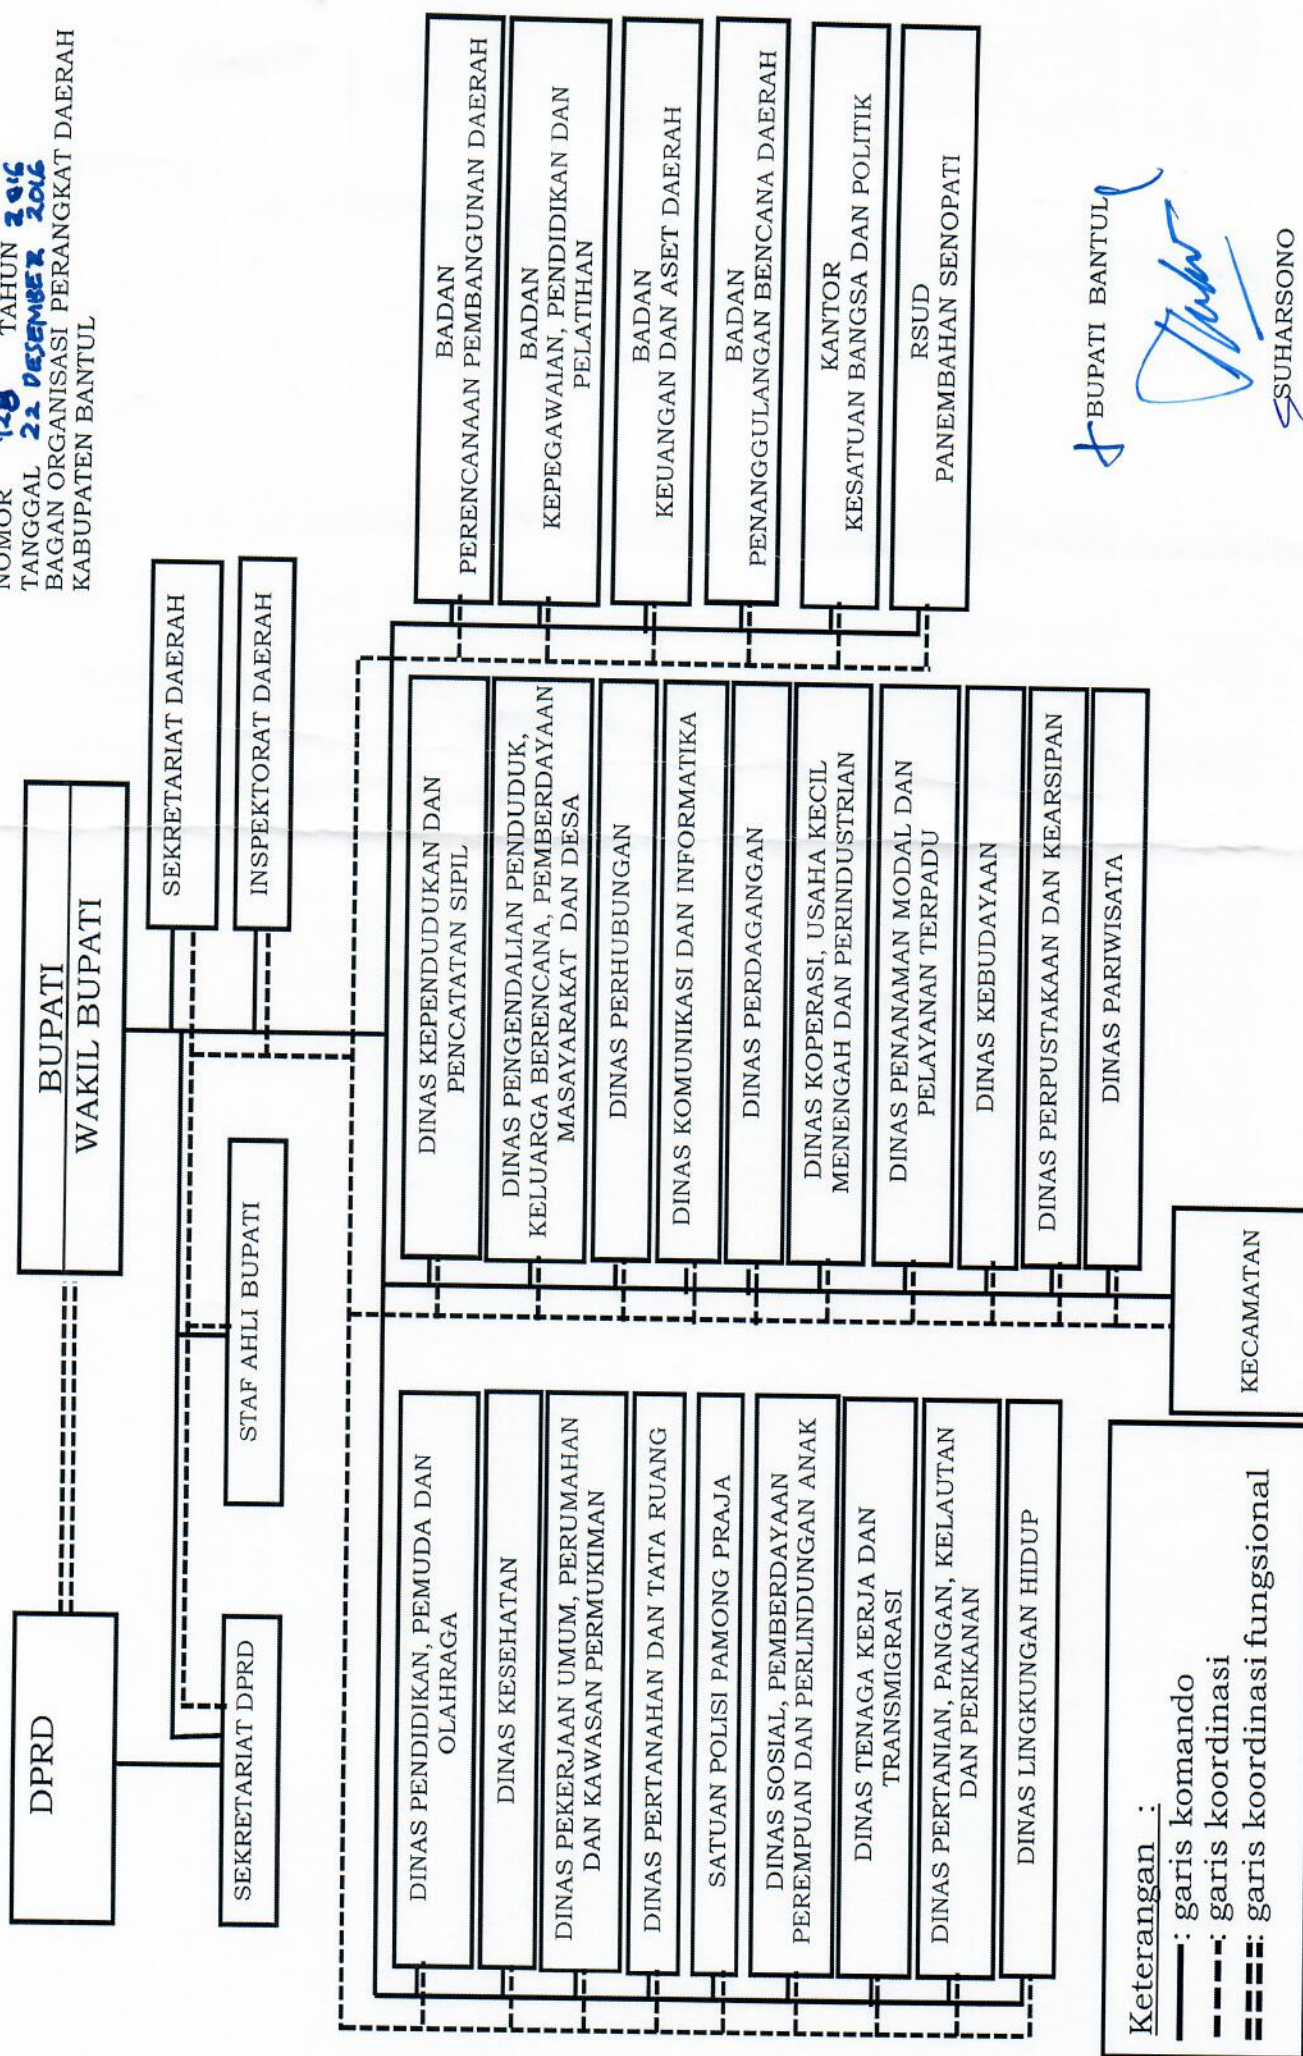 NOMOR 128 TAHUN 2016
TANGGAL 22 DESEMBER 2016
BAGAN ORGANISASI PERANGKAT DAERAH
KABUPATEN BANTUL
DPRD
BUPATI
WAKIL BUPATI
SEKRETARIAT DPRD
STAF AHLI BUPATI
SEKRETARIAT DAERAH
INSPEKTORAT DAERAH
DINAS PENDIDIKAN, PEMUDA DAN
OLAHRAGA
DINAS KESEHATAN
DINAS PEKERJAAN UMUM, PERUMAHAN
DAN KAWASAN PERMUKIMAN
DINAS PERTANAHAN DAN TATA RUANG
SATUAN POLISI PAMONG PRAJA
DINAS SOSIAL, PEMBERDAYAAN
PEREMPUAN DAN PERLINDUNGAN ANAK
DINAS TENAGA KERJA DAN
TRANSMIGRASI
DINAS PERTANIAN, PANGAN, KELAUTAN
DAN PERIKANAN
DINAS LINGKUNGAN HIDUP
DINAS KEPENDUDUKAN DAN
PENCATATAN SIPIL
DINAS PENGENDALIAN PENDUDUK,
KELUARGA BERENCANA, PEMBERDAYAAN
MASAYARAKAT DAN DESA
DINAS PERHUBUNGAN
DINAS KOMUNIKASI DAN INFORMATIKA
DINAS PERDAGANGAN
DINAS KOPERASI, USAHA KECIL
MENENGAH DAN PERINDUSTRIAN
DINAS PENANAMAN MODAL DAN
PELAYANAN TERPADU
DINAS KEBUDAYAAN
DINAS PERPUSTAKAAN DAN KEARSIPAN
DINAS PARIWISATA
BADAN
PERENCANAAN PEMBANGUNAN DAERAH
BADAN
KEPEGAWAIAN, PENDIDIKAN DAN
PELATIHAN
BADAN
KEUANGAN DAN ASET DAERAH
BADAN
PENANGGULANGAN BENCANA DAERAH
KANTOR
KESATUAN BANGSA DAN POLITIK
RSUD
PANEMBAHAN SENOPATI
KECAMATAN
Keterangan :
: garis komando
: garis koordinasi
: garis koordinasi fungsional
BUPATI BANTUL
SUHARSONO